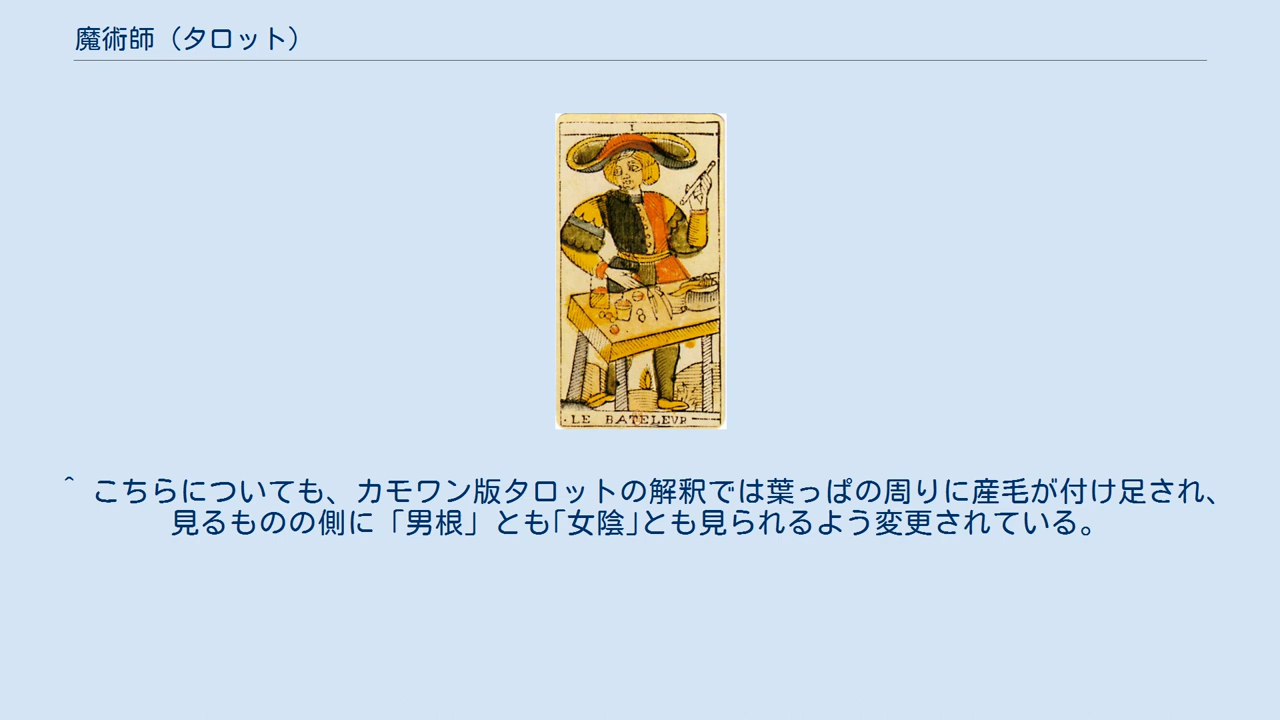 魔術師（タロット）
I
·LE BATELEVR
^ こちらについても、カモワン版タロットの解釈では葉っぱの周りに産毛が付け足され、
見るものの側に「男根」とも｢女陰｣とも見られるよう変更されている。